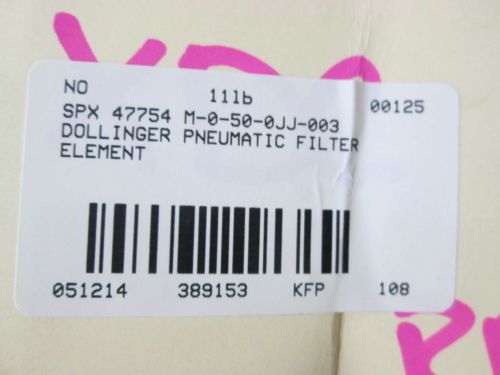 NO 11lb 00125
SPX 47754 M-0-50-0JJ-003
DOLLINGER PNEUMATIC FILTER
ELEMENT
051214 389153 KFP 108